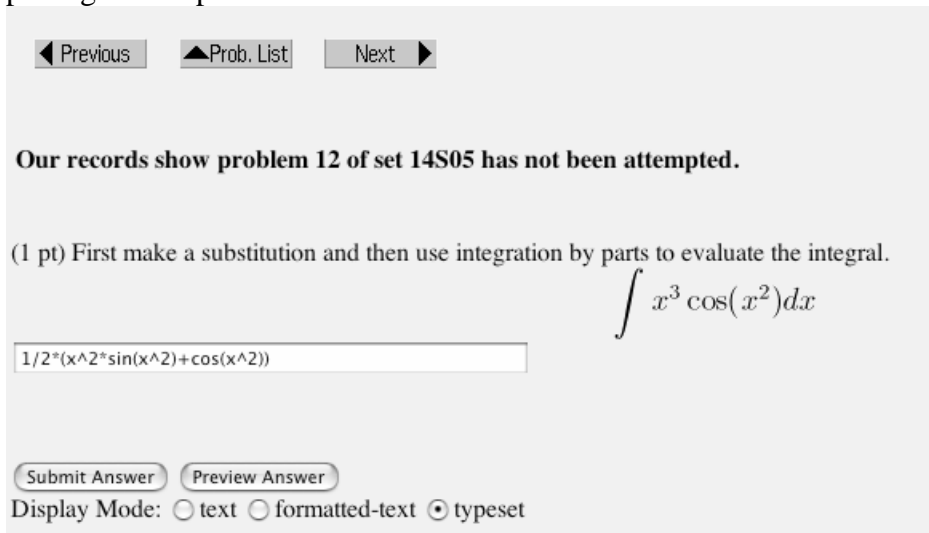 Previous Prob. List Next
Our records show problem 12 of set 14S05 has not been attempted.
(1 pt) First make a substitution and then use integration by parts to evaluate the integral.
∫ x³ cos(x²)dx
1/2*(x^2*sin(x^2)+cos(x^2))
Submit Answer Preview Answer
Display Mode: text formatted-text typeset